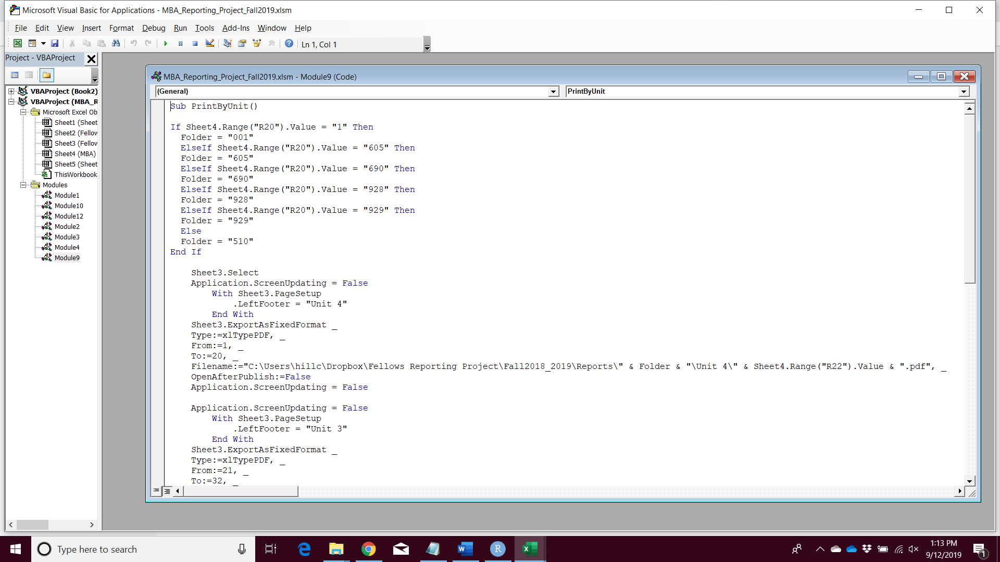 Microsoft Visual Basic for Applications - MBA_Reporting_Project_Fall2019.xlsm
File Edit View Insert Format Debug Run Tools Add-Ins Window Help
Ln 1, Col 1
Project - VBAProject
VBAProject (Book2)
VBAProject (MBA_R
Microsoft Excel Ob
Sheet1 (Sheet
Sheet2 (Fellow
Sheet3 (Fellow
Sheet4 (MBA)
Sheet5 (Sheet
ThisWorkbook
Modules
Module1
Module10
Module12
Module2
Module3
Module4
Module9
MBA_Reporting_Project_Fall2019.xlsm - Module9 (Code)
(General) PrintByUnit
Sub PrintByUnit()
If Sheet4.Range("R20").Value = "1" Then
Folder = "001"
ElseIf Sheet4.Range("R20").Value = "605" Then
Folder = "605"
ElseIf Sheet4.Range("R20").Value = "690" Then
Folder = "690"
ElseIf Sheet4.Range("R20").Value = "928" Then
Folder = "928"
ElseIf Sheet4.Range("R20").Value = "929" Then
Folder = "929"
Else
Folder = "510"
End If
Sheet3.Select
Application.ScreenUpdating = False
With Sheet3.PageSetup
.LeftFooter = "Unit 4"
End With
Sheet3.ExportAsFixedFormat _
Type:=xlTypePDF, _
From:=1, _
To:=20, _
Filename:="C:\Users\hillc\Dropbox\Fellows Reporting Project\Fall2018_2019\Reports\" & Folder & "\Unit 4\" & Sheet4.Range("R22").Value & ".pdf", _
OpenAfterPublish:=False
Application.ScreenUpdating = False
Application.ScreenUpdating = False
With Sheet3.PageSetup
.LeftFooter = "Unit 3"
End With
Sheet3.ExportAsFixedFormat _
Type:=xlTypePDF, _
From:=21, _
To:=32, _
Type here to search
1:13 PM
9/12/2019
1